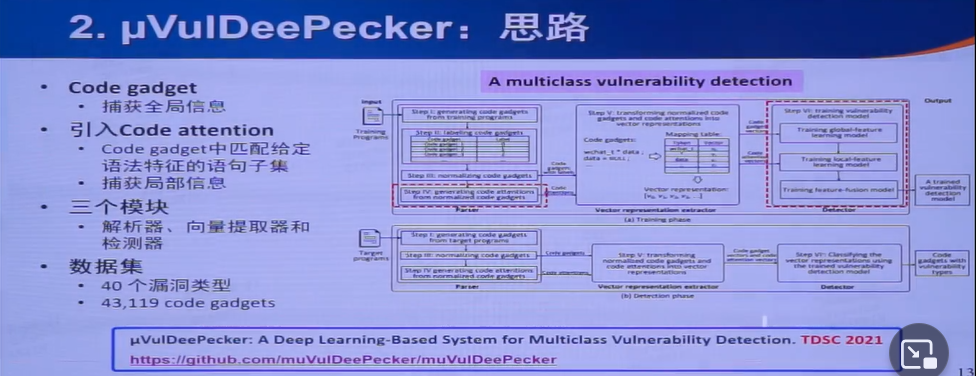 2. μVulDeePecker：思路
• Code gadget
• 捕获全局信息
• 引入Code attention
• Code gadget中匹配给定
语法特征的语句子集
• 捕获局部信息
• 三个模块
• 解析器、向量提取器和
检测器
• 数据集
• 40 个漏洞类型
• 43,119 code gadgets
A multiclass vulnerability detection
Input
Training
Programs
Step I: generating code gadgets
from training programs
Step II: labeling code gadgets
Step III: normalizing code gadgets
Step IV: generating code attentions
from normalized code gadgets
Parser
Step V: transforming normalized code
gadgets and code attentions into
vector representations
Code gadgets:
wchar_t * data ;
data = NULL ;
Mapping table:
Token Vector
Vector representation:
Vector representation extractor
(a) Training phase
Step VI: training vulnerability
detection model
Training global-feature
learning model
Training local-feature
learning model
Training feature-fusion model
Detector
Output
A trained
vulnerability
detection
model
Target
programs
Step I: generating code gadgets
from target programs
Step III: normalizing code gadgets
Step IV: generating code attentions
from normalized code gadgets
Parser
Code gadgets
Code attentions
Step V: transforming
normalized code gadgets and
code attentions into vector
representations
Vector representation extractor
(b) Detection phase
Code gadget
vectors and code
attention vectors
Step VI': Classifying the
vector representations using
the trained vulnerability
detection model
Detector
Code
gadgets with
vulnerability
types
μVulDeePecker: A Deep Learning-Based System for Multiclass Vulnerability Detection. TDSC 2021
https://github.com/muVulDeePecker/muVulDeePecker
13